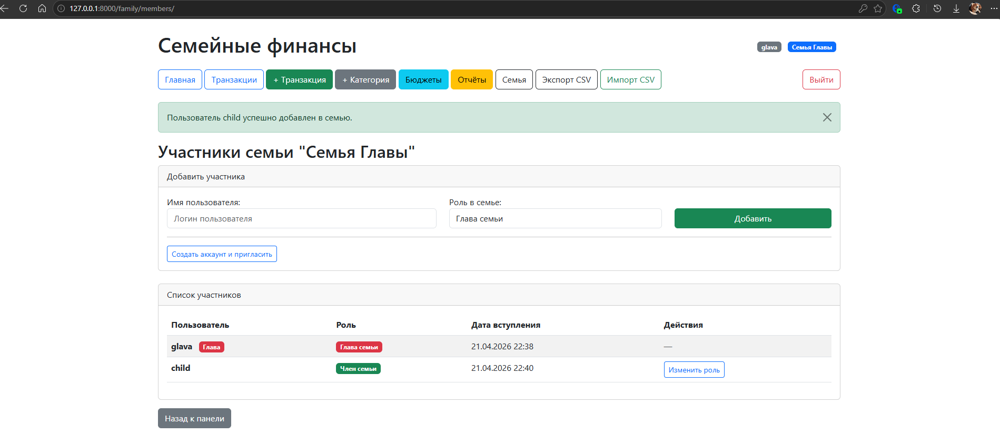 127.0.0.1:8000/family/members/
Семейные финансы
glava Семья Главы
Главная Транзакции + Транзакция + Категория Бюджеты Отчёты Семья Экспорт CSV Импорт CSV Выйти
Пользователь child успешно добавлен в семью.
Участники семьи "Семья Главы"
Добавить участника
Имя пользователя: Роль в семье:
Логин пользователя Глава семьи Добавить
Создать аккаунт и пригласить
Список участников
Пользователь Роль Дата вступления Действия
glava Глава Глава семьи 21.04.2026 22:38 —
child Член семьи 21.04.2026 22:40 Изменить роль
Назад к панели